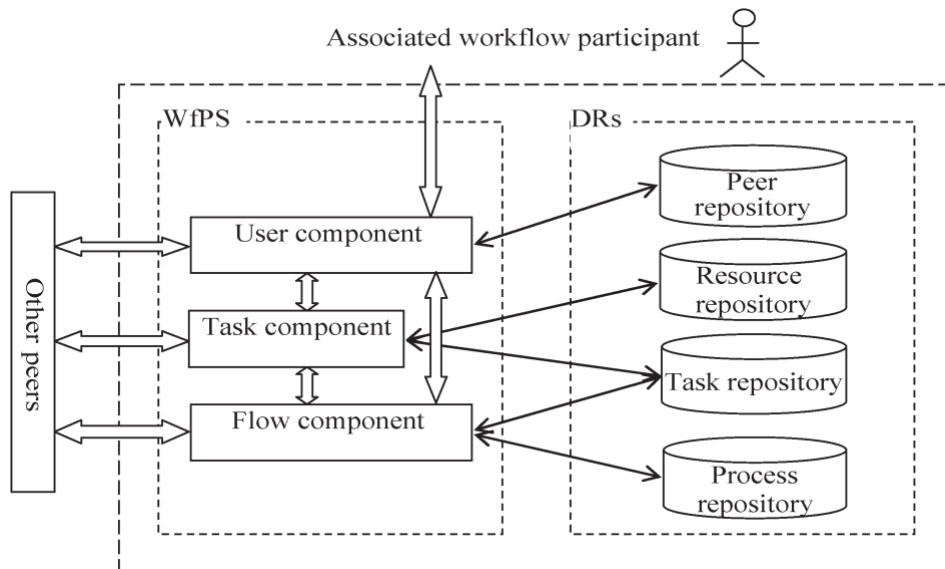 Associated workflow participant
WfPS
DRs
Peer
repository
User component
Resource
repository
Other peers
Task component
Task repository
Flow component
Process
repository